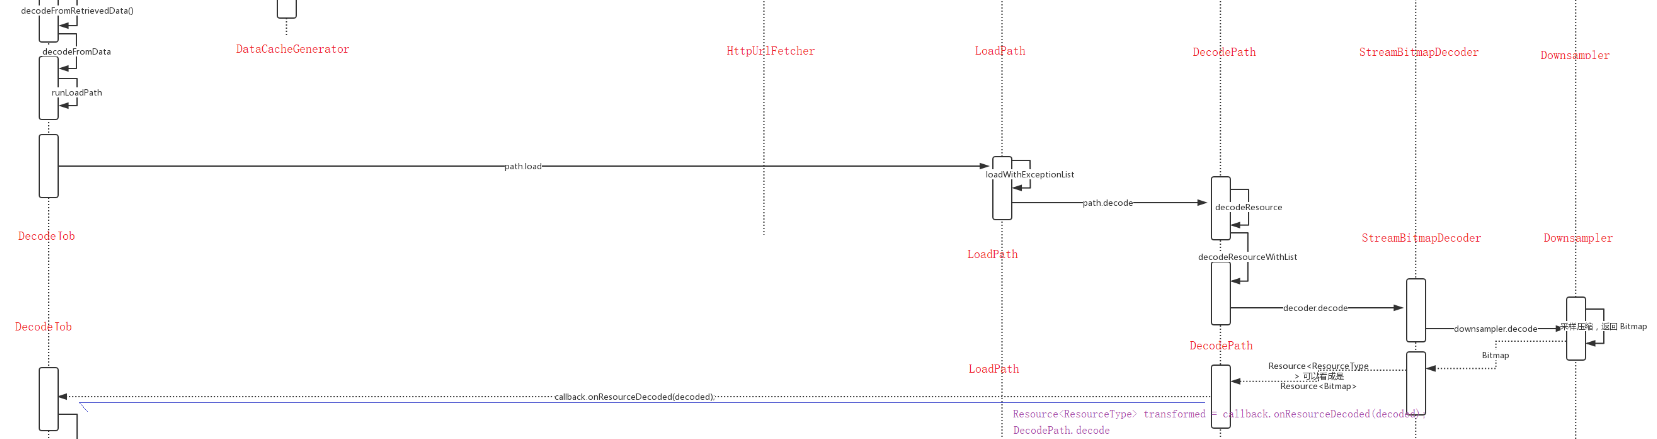 decodeFromRetrievedData()
decodeFromData
DataCacheGenerator
HttpUrlFetcher
LoadPath
DecodePath
StreamBitmapDecoder
Downsampler
runLoadPath
path.load
loadWithExceptionList
path.decode
decodeResource
DecodeTob
LoadPath
decodeResourceWithList
StreamBitmapDecoder
Downsampler
decoder.decode
DecodeTob
downsampler.decode
采样压缩，返回 Bitmap
DecodePath
Bitmap
LoadPath
Resource<ResourceType
> 可以看成是
Resource<Bitmap>
callback.onResourceDecoded(decoded);
Resource<ResourceType> transformed = callback.onResourceDecoded(decoded);
DecodePath.decode